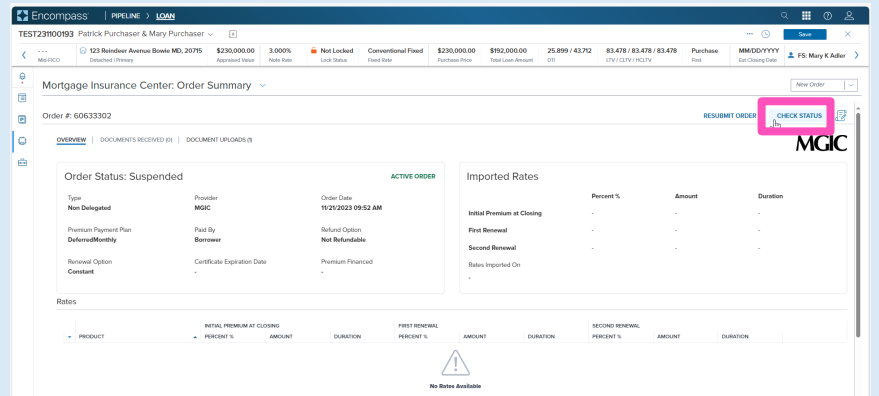 Encompass PIPELINE > LOAN
TEST231100193 Patrick Purchaser & Mary Purchaser Save
--- 123 Reindeer Avenue Bowie MD, 20715 $230,000.00 3.000% Not Locked Conventional Fixed $230,000.00 $192,000.00 25.899 / 43.712 83.478 / 83.478 / 83.478 Purchase MM/DD/YYYY FS: Mary K Adler
Mid-FICO Detached | Primary Appraised Value Note Rate Lock Status Fixed Rate Purchase Price Total Loan Amount DTI LTV / CLTV / HCLTV First Est Closing Date
Mortgage Insurance Center: Order Summary New Order
Order #: 60633302 RESUBMIT ORDER CHECK STATUS
OVERVIEW DOCUMENTS RECEIVED (0) DOCUMENT UPLOADS (1) MGIC
Order Status: Suspended ACTIVE ORDER
Type Provider Order Date
Non Delegated MGIC 11/21/2023 09:52 AM
Premium Payment Plan Paid By Refund Option
DeferredMonthly Borrower Not Refundable
Renewal Option Certificate Expiration Date Premium Financed
Constant - -
Imported Rates
Percent % Amount Duration
Initial Premium at Closing - - -
First Renewal - - -
Second Renewal - - -
Rates Imported On
-
Rates
INITIAL PREMIUM AT CLOSING FIRST RENEWAL SECOND RENEWAL
PRODUCT PERCENT % AMOUNT DURATION PERCENT % AMOUNT DURATION PERCENT % AMOUNT DURATION
No Rates Available